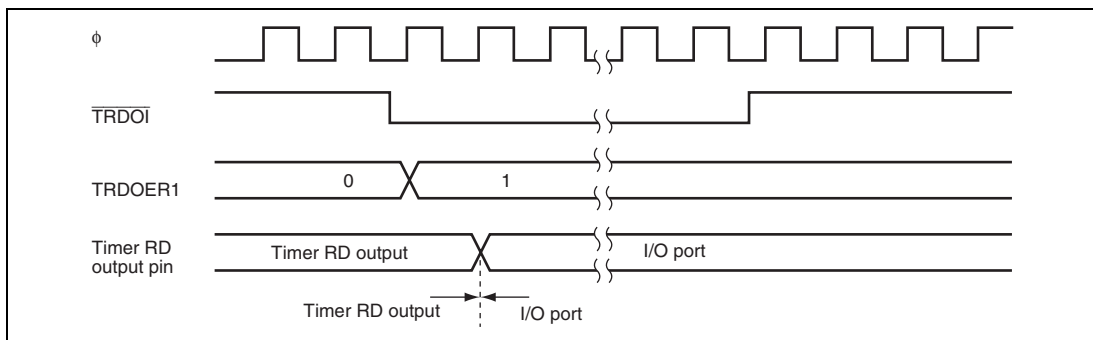 φ
TRDOI
TRDOER1
0
1
Timer RD
output pin
Timer RD output
I/O port
Timer RD output
I/O port